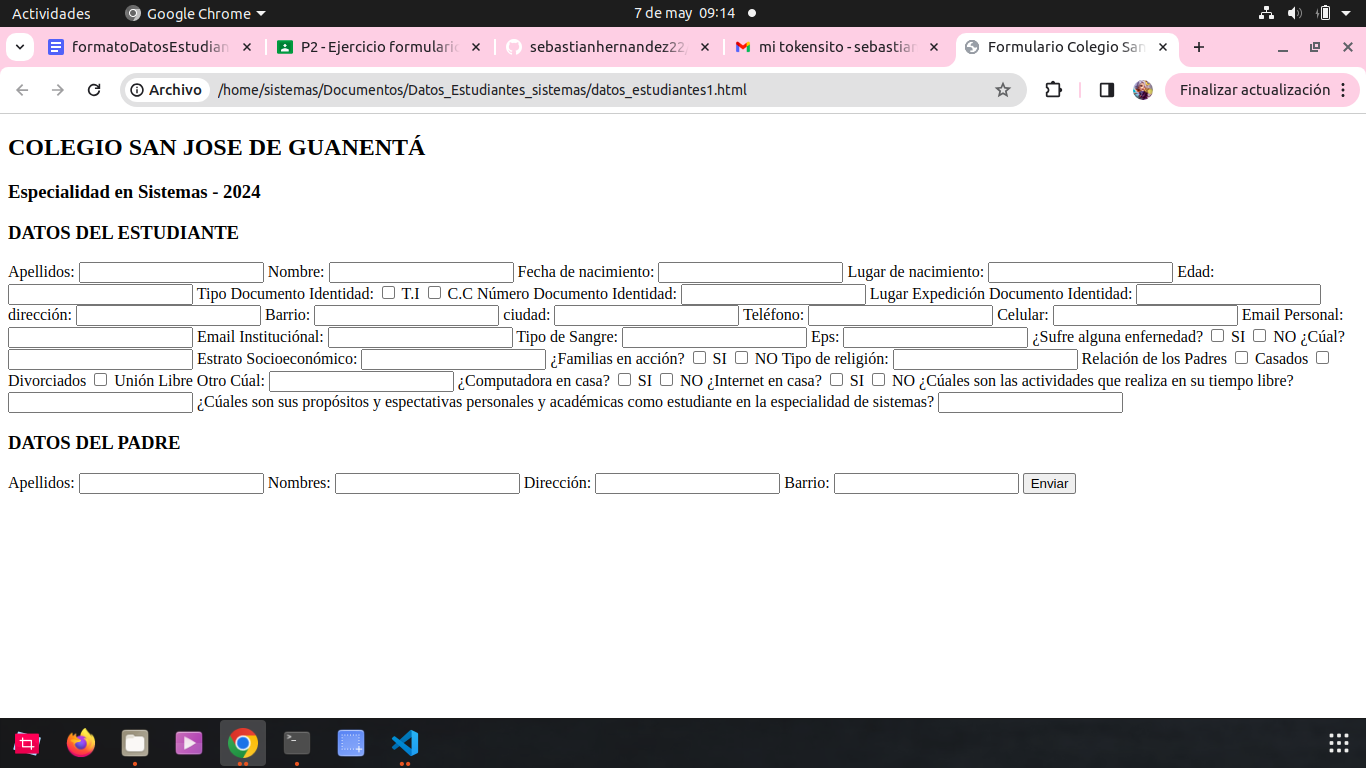 Actividades Google Chrome 7 de may 09:14
formatoDatosEstudian P2 - Ejercicio formulario sebastianhernandez22/ mi tokensito - sebastian Formulario Colegio San
Archivo /home/sistemas/Documentos/Datos_Estudiantes_sistemas/datos_estudiantes1.html Finalizar actualización
COLEGIO SAN JOSE DE GUANENTÁ
Especialidad en Sistemas - 2024
DATOS DEL ESTUDIANTE
Apellidos: Nombre: Fecha de nacimiento: Lugar de nacimiento: Edad:
Tipo Documento Identidad: T.I C.C Número Documento Identidad: Lugar Expedición Documento Identidad:
dirección: Barrio: ciudad: Teléfono: Celular: Email Personal:
Email Instituciónal: Tipo de Sangre: Eps: ¿Sufre alguna enfernedad? SI NO ¿Cúal?
Estrato Socioeconómico: ¿Familias en acción? SI NO Tipo de religión: Relación de los Padres Casados
Divorciados Unión Libre Otro Cúal: ¿Computadora en casa? SI NO ¿Internet en casa? SI NO ¿Cúales son las actividades que realiza en su tiempo libre?
¿Cúales son sus propósitos y espectativas personales y académicas como estudiante en la especialidad de sistemas?
DATOS DEL PADRE
Apellidos: Nombres: Dirección: Barrio: Enviar